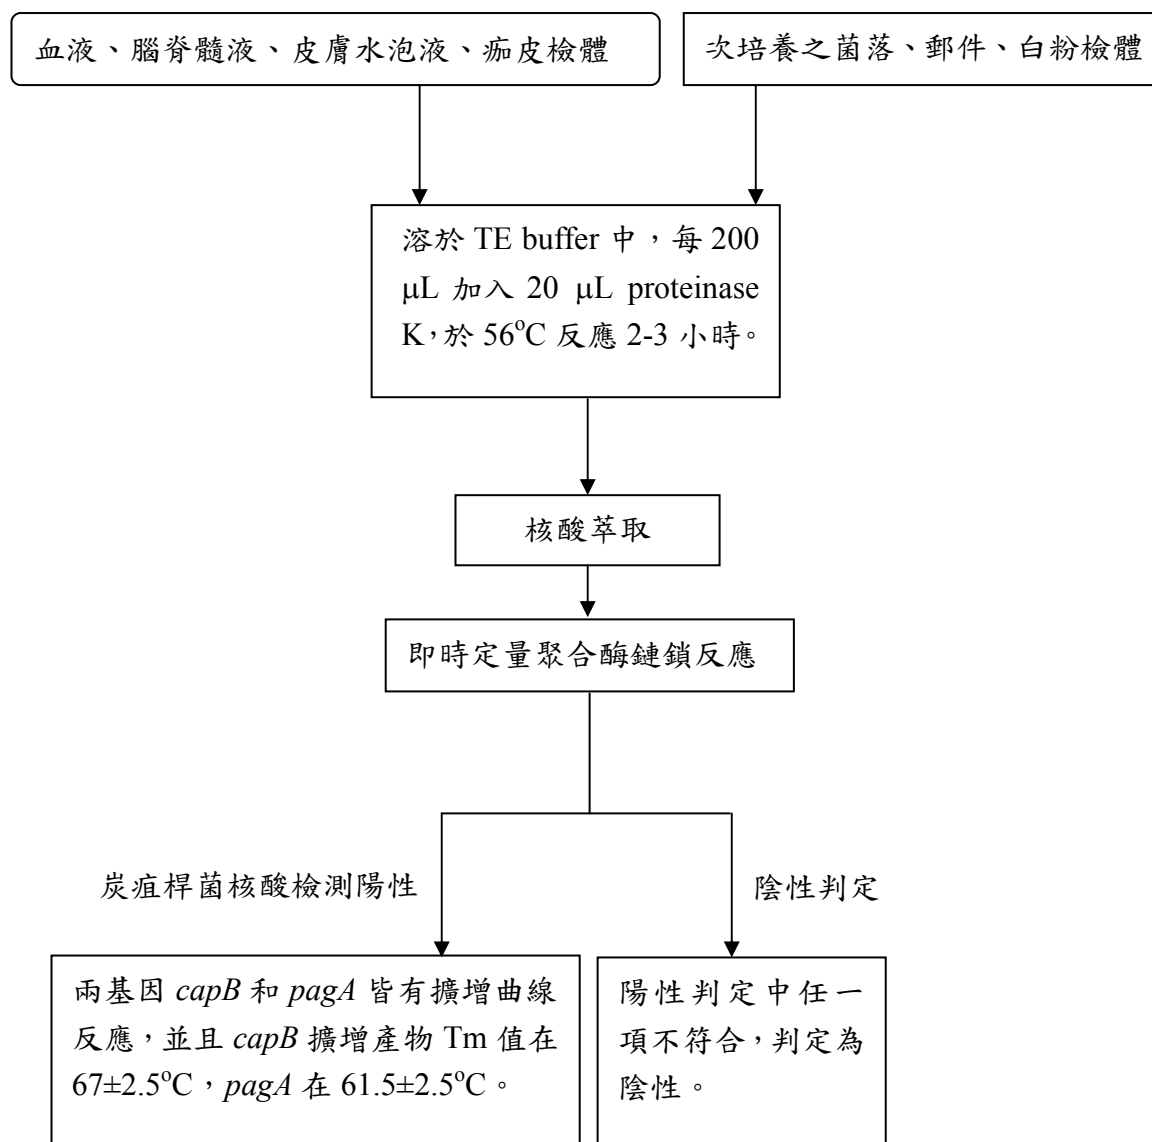 血液、腦脊髓液、皮膚水泡液、痂皮檢體
次培養之菌落、郵件、白粉檢體
溶於 TE buffer 中，每 200
μL 加入 20 μL proteinase
K，於 56°C 反應 2-3 小時。
核酸萃取
即時定量聚合酶鏈鎖反應
炭疽桿菌核酸檢測陽性
陰性判定
兩基因 capB 和 pagA 皆有擴增曲線
反應，並且 capB 擴增產物 Tm 值在
67±2.5°C，pagA 在 61.5±2.5°C。
陽性判定中任一
項不符合，判定為
陰性。